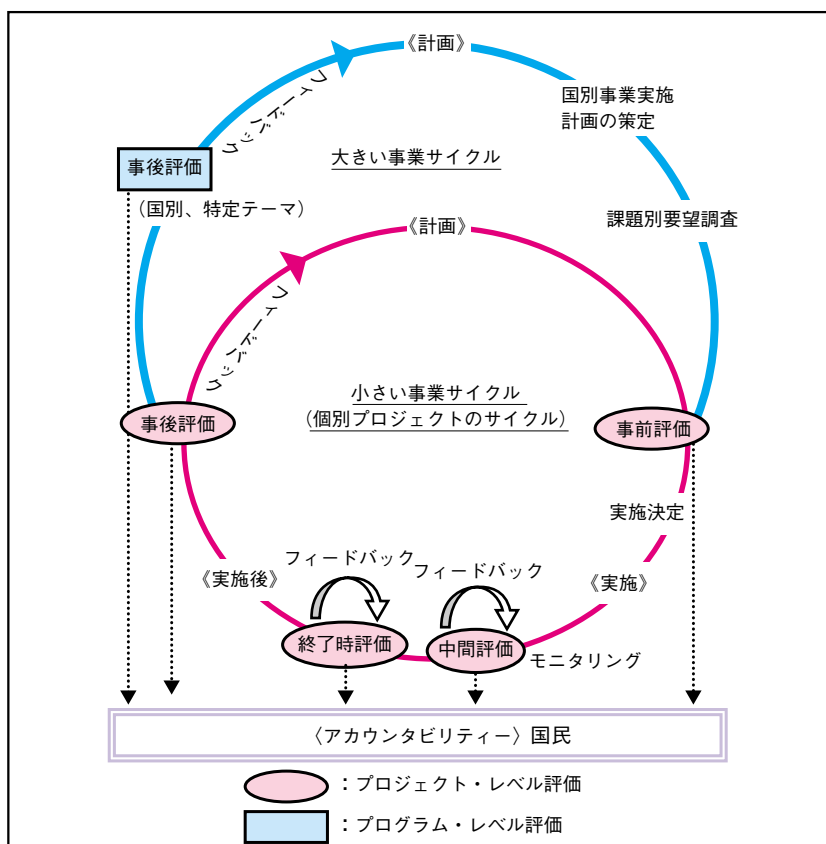 《計画》
フィードバック
国別事業実施
計画の策定
事後評価
大きい事業サイクル
（国別、特定テーマ）
課題別要望調査
《計画》
フィードバック
小さい事業サイクル
（個別プロジェクトのサイクル）
事後評価
事前評価
実施決定
フィードバック
フィードバック
《実施後》
《実施》
終了時評価
中間評価
モニタリング
〈アカウンタビリティー〉国民
：プロジェクト・レベル評価
：プログラム・レベル評価